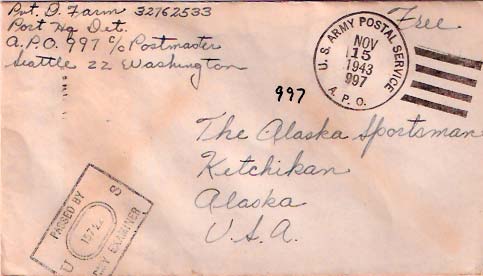 Pvt. D. Farm 32762533
Port Hq Det.
A.P.O. 997 c/o Postmaster
Seattle 22 Washington
Free
U.S. ARMY POSTAL SERVICE
NOV
15
1943
997
A.P.O.
997
The Alaska Sportsman
Ketchikan
Alaska
U.S.A.
PASSED BY
U S
ARMY EXAMINER